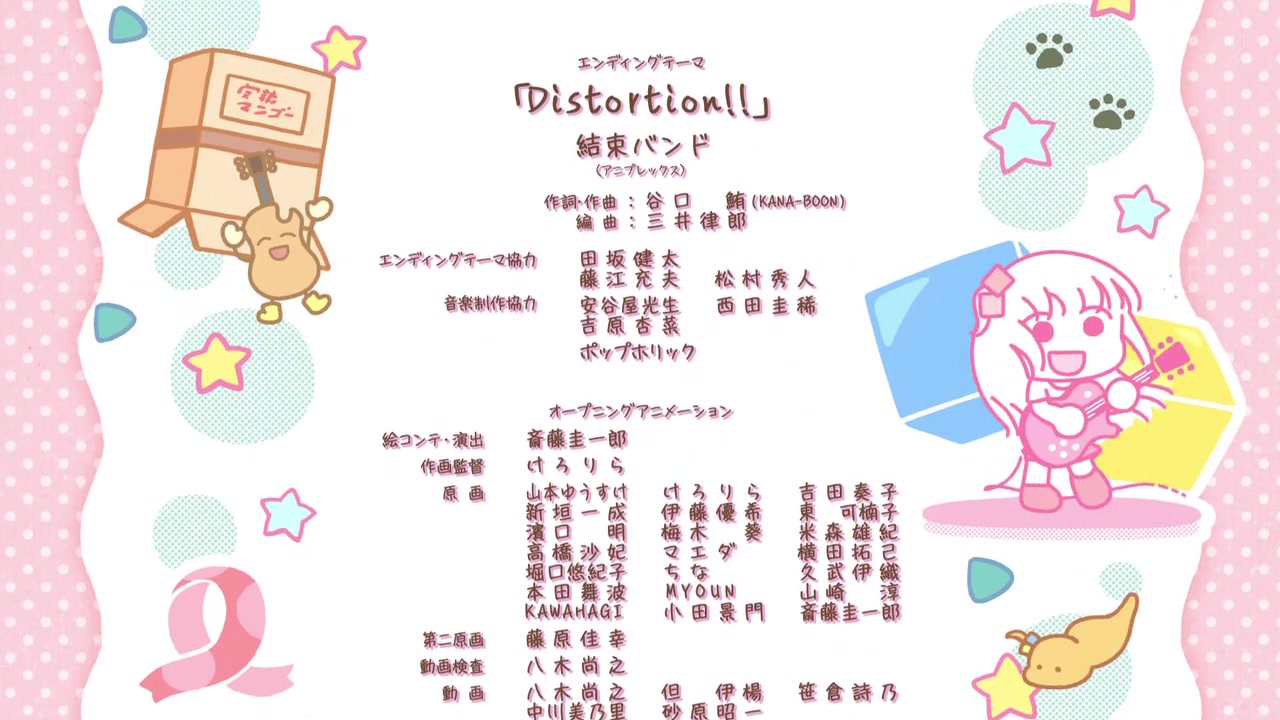 完熟
マンゴー
エンディングテーマ
「Distortion!!」
結束バンド
(アニプレックス)
作詞・作曲 : 谷口 鮪 (KANA-BOON)
編曲 : 三井律郎
エンディングテーマ協力 田坂健太
藤江充夫 松村秀人
音楽制作協力 安谷屋光生 西田圭稀
吉原杏菜
ポップホリック
オープニングアニメーション
絵コンテ・演出 斎藤圭一郎
作画監督 けろりら
原画 山本ゆうすけ けろりら 吉田奏子
新垣一成 伊藤優希 東 可楠子
濱口 明 梅木 葵 米森雄紀
高橋沙妃 マエダ 横田拓己
堀口悠紀子 ちな 久武伊織
本田舞波 MYOUN 山崎 淳
KAWAHAGI 小田景門 斎藤圭一郎
第二原画 藤原佳幸
動画検査 八木尚之
動画 八木尚之 但 伊楊 笹倉詩乃
中川美乃里 砂原昭一